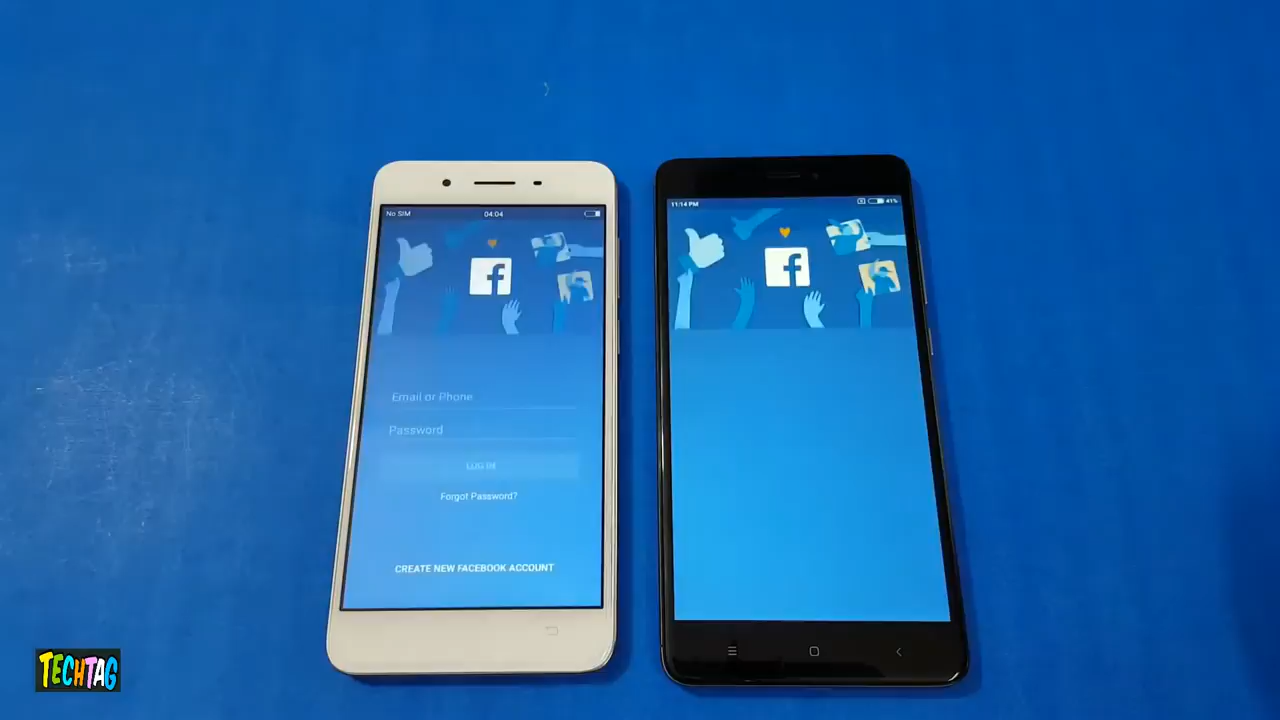 No SIM
04:04
Email or Phone
Password
LOG IN
Forgot Password?
CREATE NEW FACEBOOK ACCOUNT
11:14 PM
41%
TECHTAG